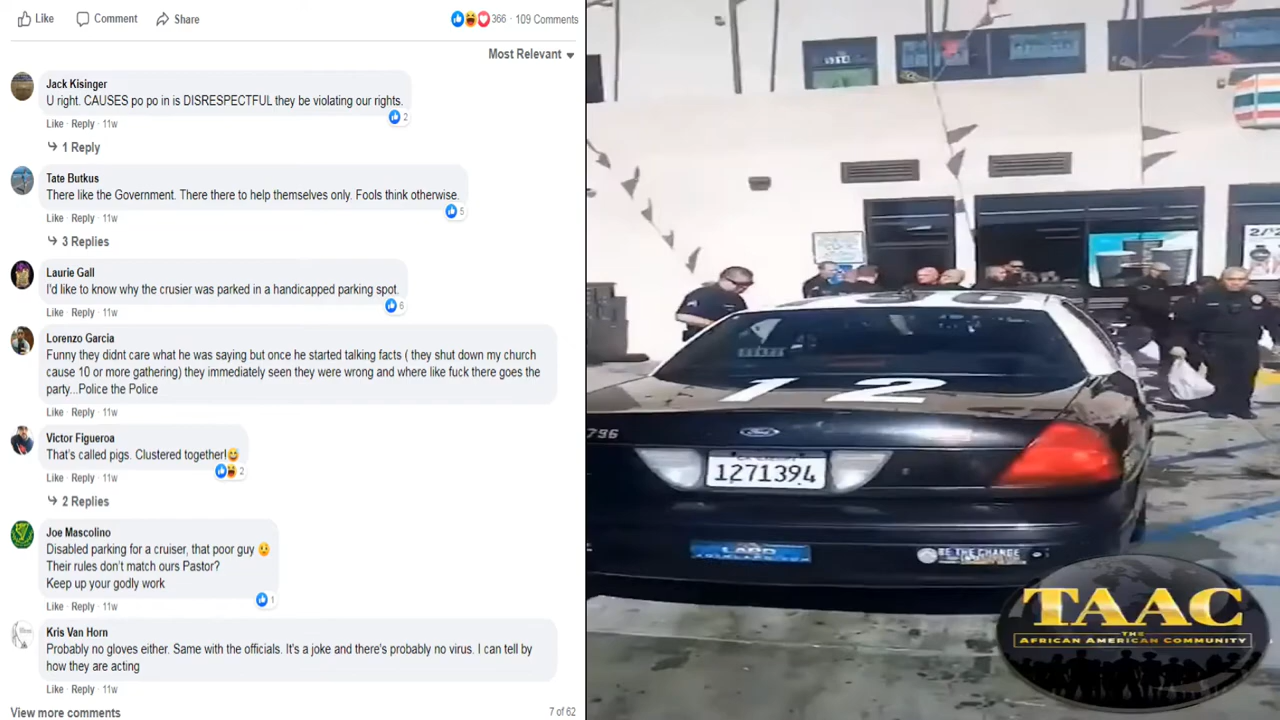 Like
Comment
Share
366 · 109 Comments
Most Relevant
Jack Kisinger
U right. CAUSES po po in is DISRESPECTFUL they be violating our rights.
2
Like · Reply · 11w
1 Reply
Tate Butkus
There like the Government. There there to help themselves only. Fools think otherwise.
5
Like · Reply · 11w
3 Replies
Laurie Gall
I'd like to know why the crusier was parked in a handicapped parking spot.
6
Like · Reply · 11w
Lorenzo Garcia
Funny they didnt care what he was saying but once he started talking facts ( they shut down my church
cause 10 or more gathering) they immediately seen they were wrong and where like fuck there goes the
party...Police the Police
Like · Reply · 11w
Victor Figueroa
That's called pigs. Clustered together!😅
2
Like · Reply · 11w
2 Replies
Joe Mascolino
Disabled parking for a cruiser, that poor guy 🤨
Their rules don't match ours Pastor?
Keep up your godly work
1
Like · Reply · 11w
Kris Van Horn
Probably no gloves either. Same with the officials. It's a joke and there's probably no virus. I can tell by
how they are acting
Like · Reply · 11w
View more comments
7 of 62
2/$2
1 2
796
Ford
CA EXEMPT
1271394
LAPD
BE THE CHANGE
TAAC
THE
AFRICAN AMERICAN COMMUNITY